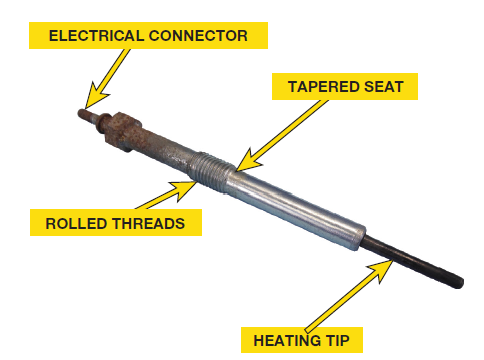 ELECTRICAL CONNECTOR
TAPERED SEAT
ROLLED THREADS
HEATING TIP